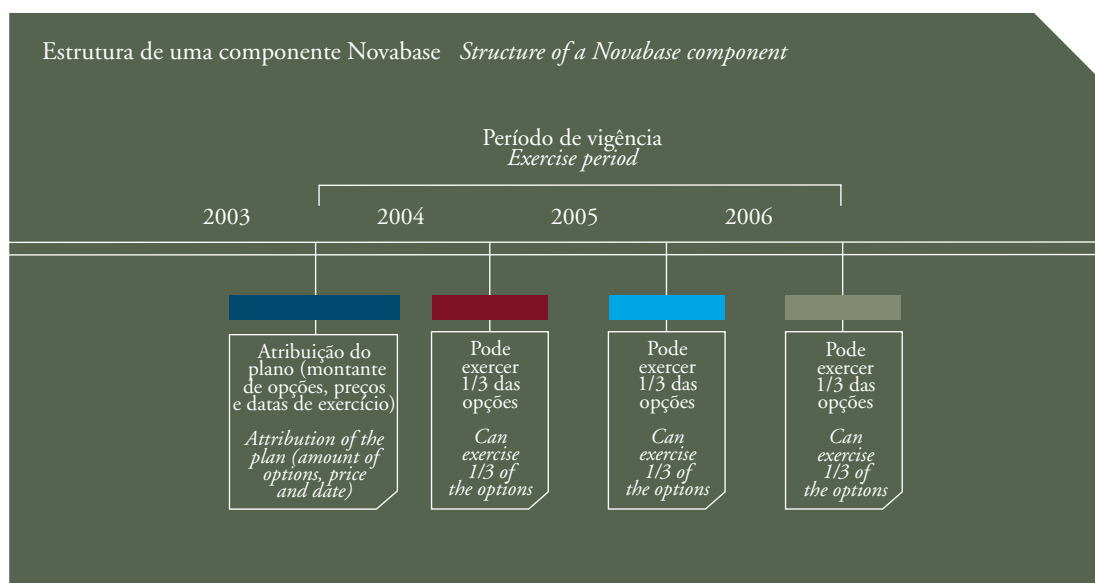 Estrutura de uma componente Novabase Structure of a Novabase component
Período de vigência
Exercise period
2003 2004 2005 2006
Atribuição do
plano (montante
de opções, preços
e datas de exercício)
Attribution of the
plan (amount of
options, price
and date)
Pode
exercer
1/3 das
opções
Can
exercise
1/3 of
the options
Pode
exercer
1/3 das
opções
Can
exercise
1/3 of
the options
Pode
exercer
1/3 das
opções
Can
exercise
1/3 of
the options